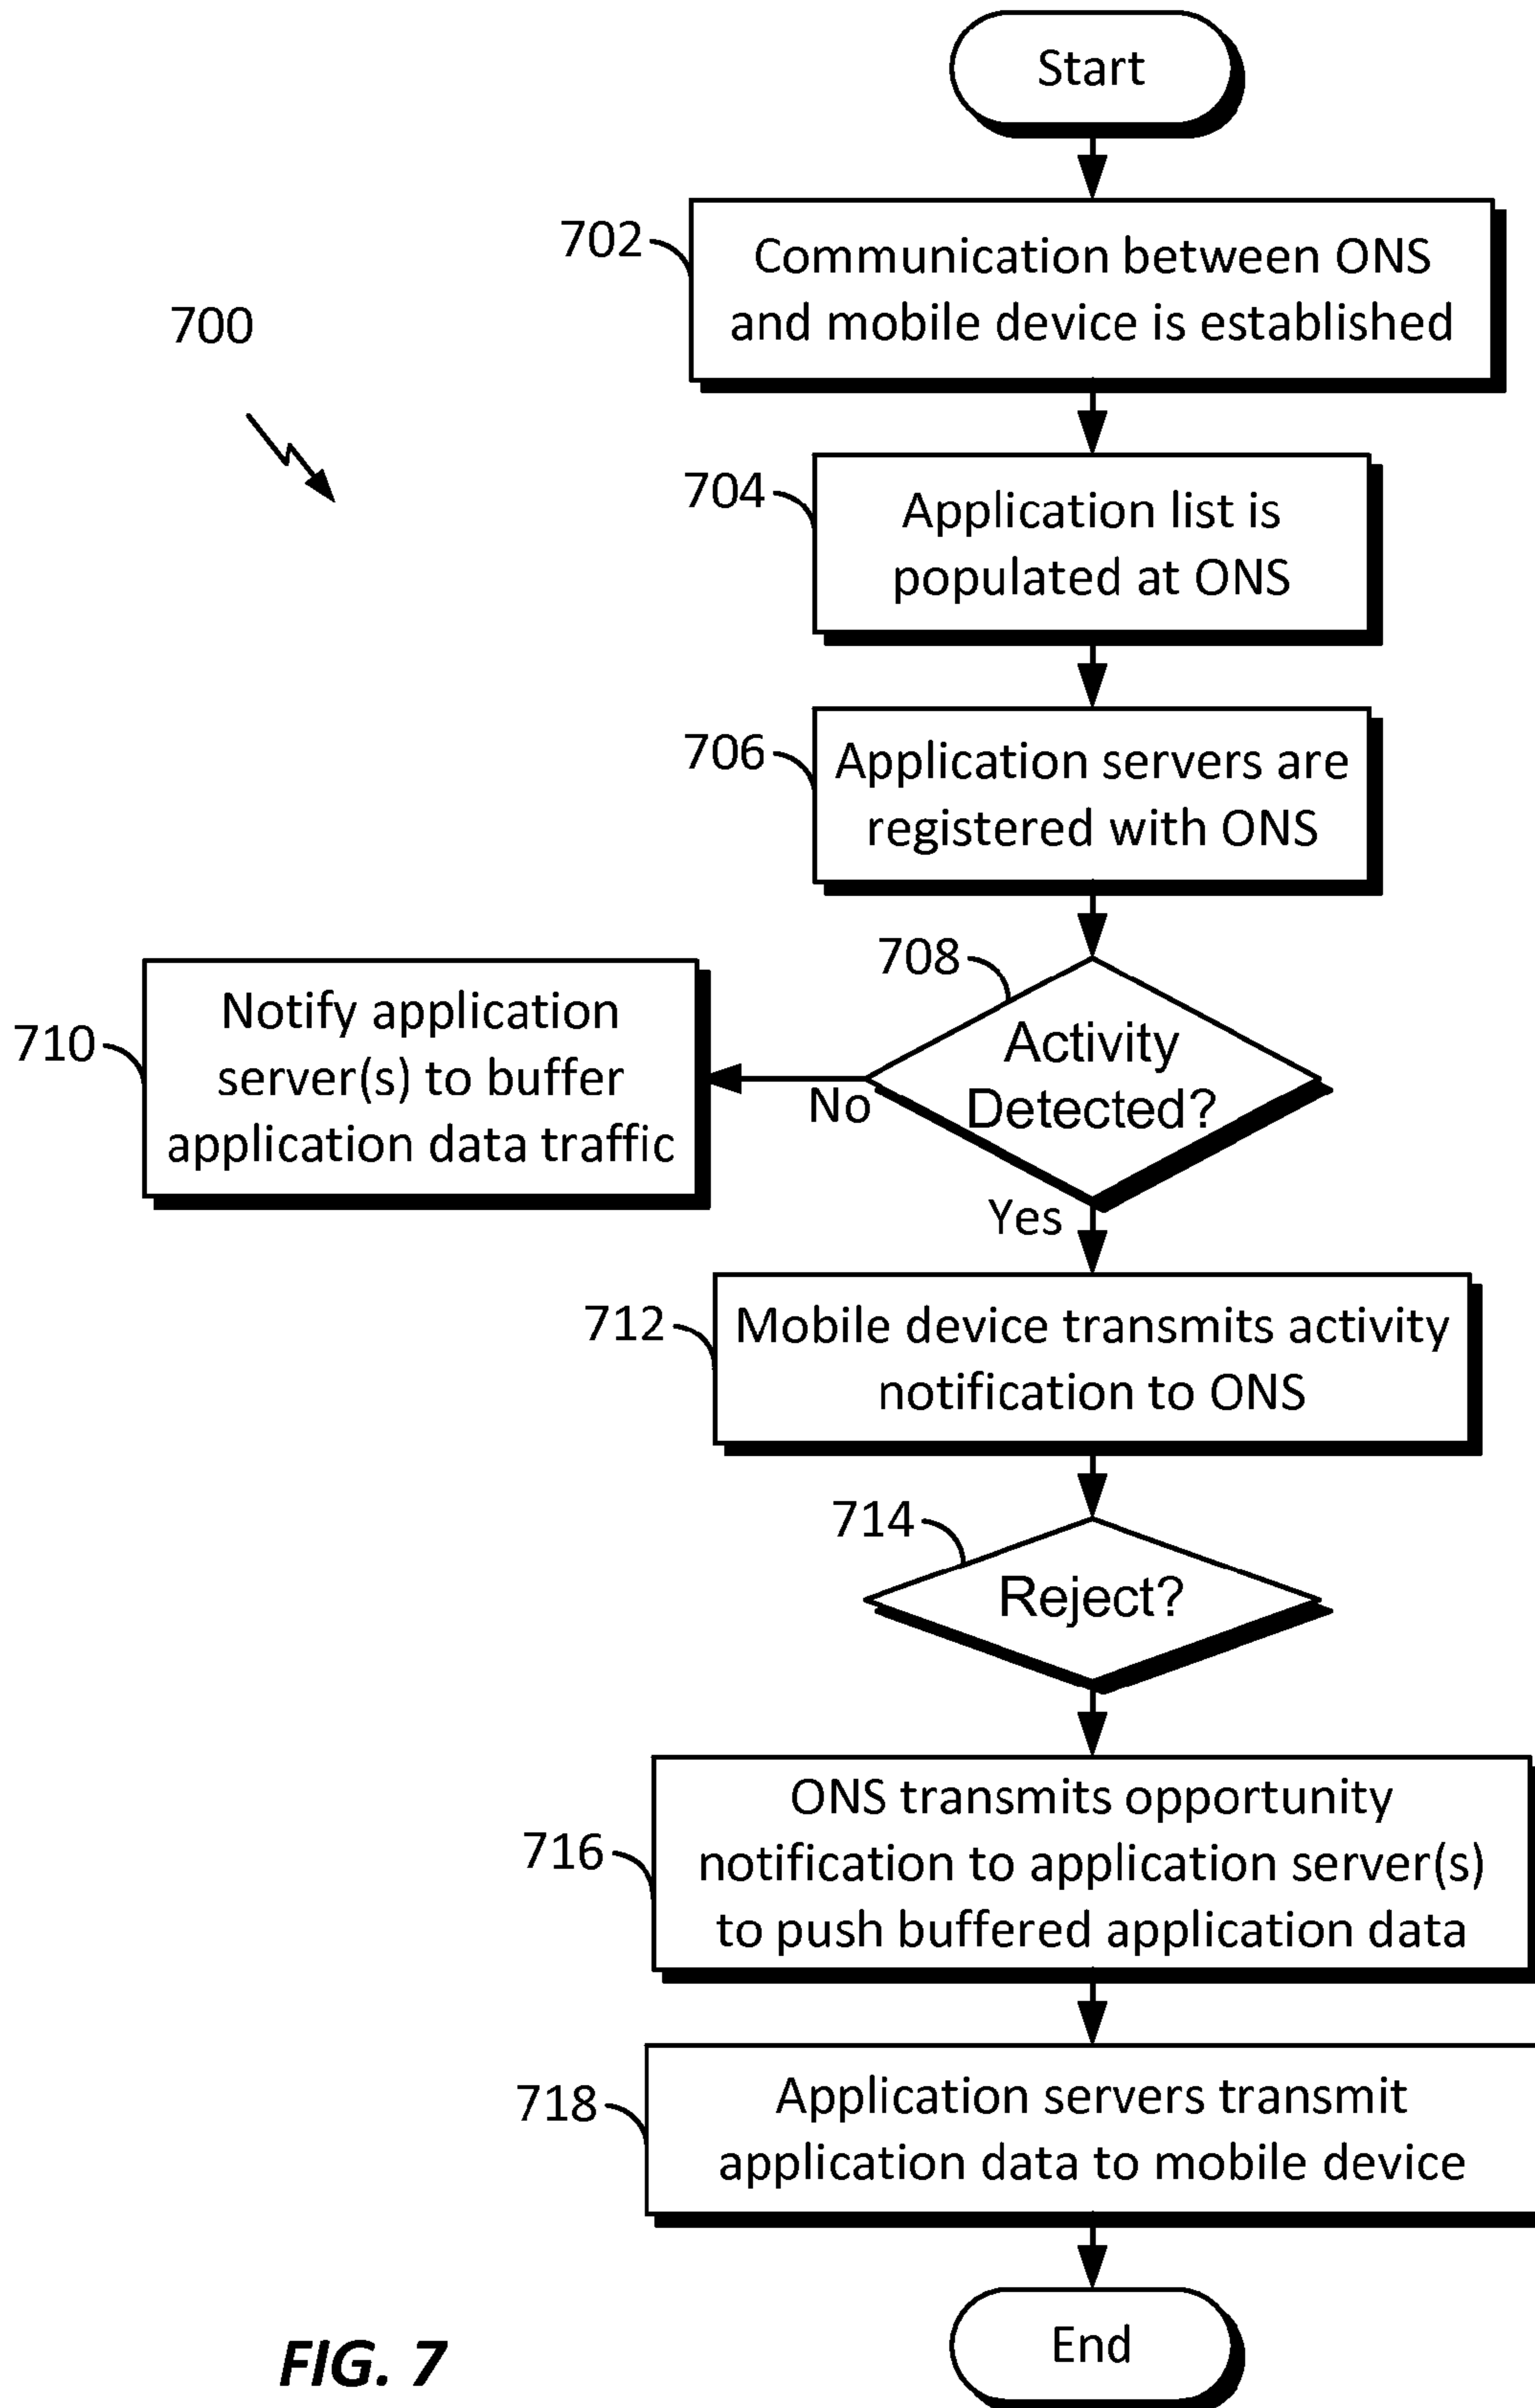 Start
702
Communication between ONS
and mobile device is established
700
704
Application list is
populated at ONS
706
Application servers are
registered with ONS
708
Activity
Detected?
710
Notify application
server(s) to buffer
application data traffic
No
Yes
712
Mobile device transmits activity
notification to ONS
714
Reject?
716
ONS transmits opportunity
notification to application server(s)
to push buffered application data
718
Application servers transmit
application data to mobile device
End
FIG. 7